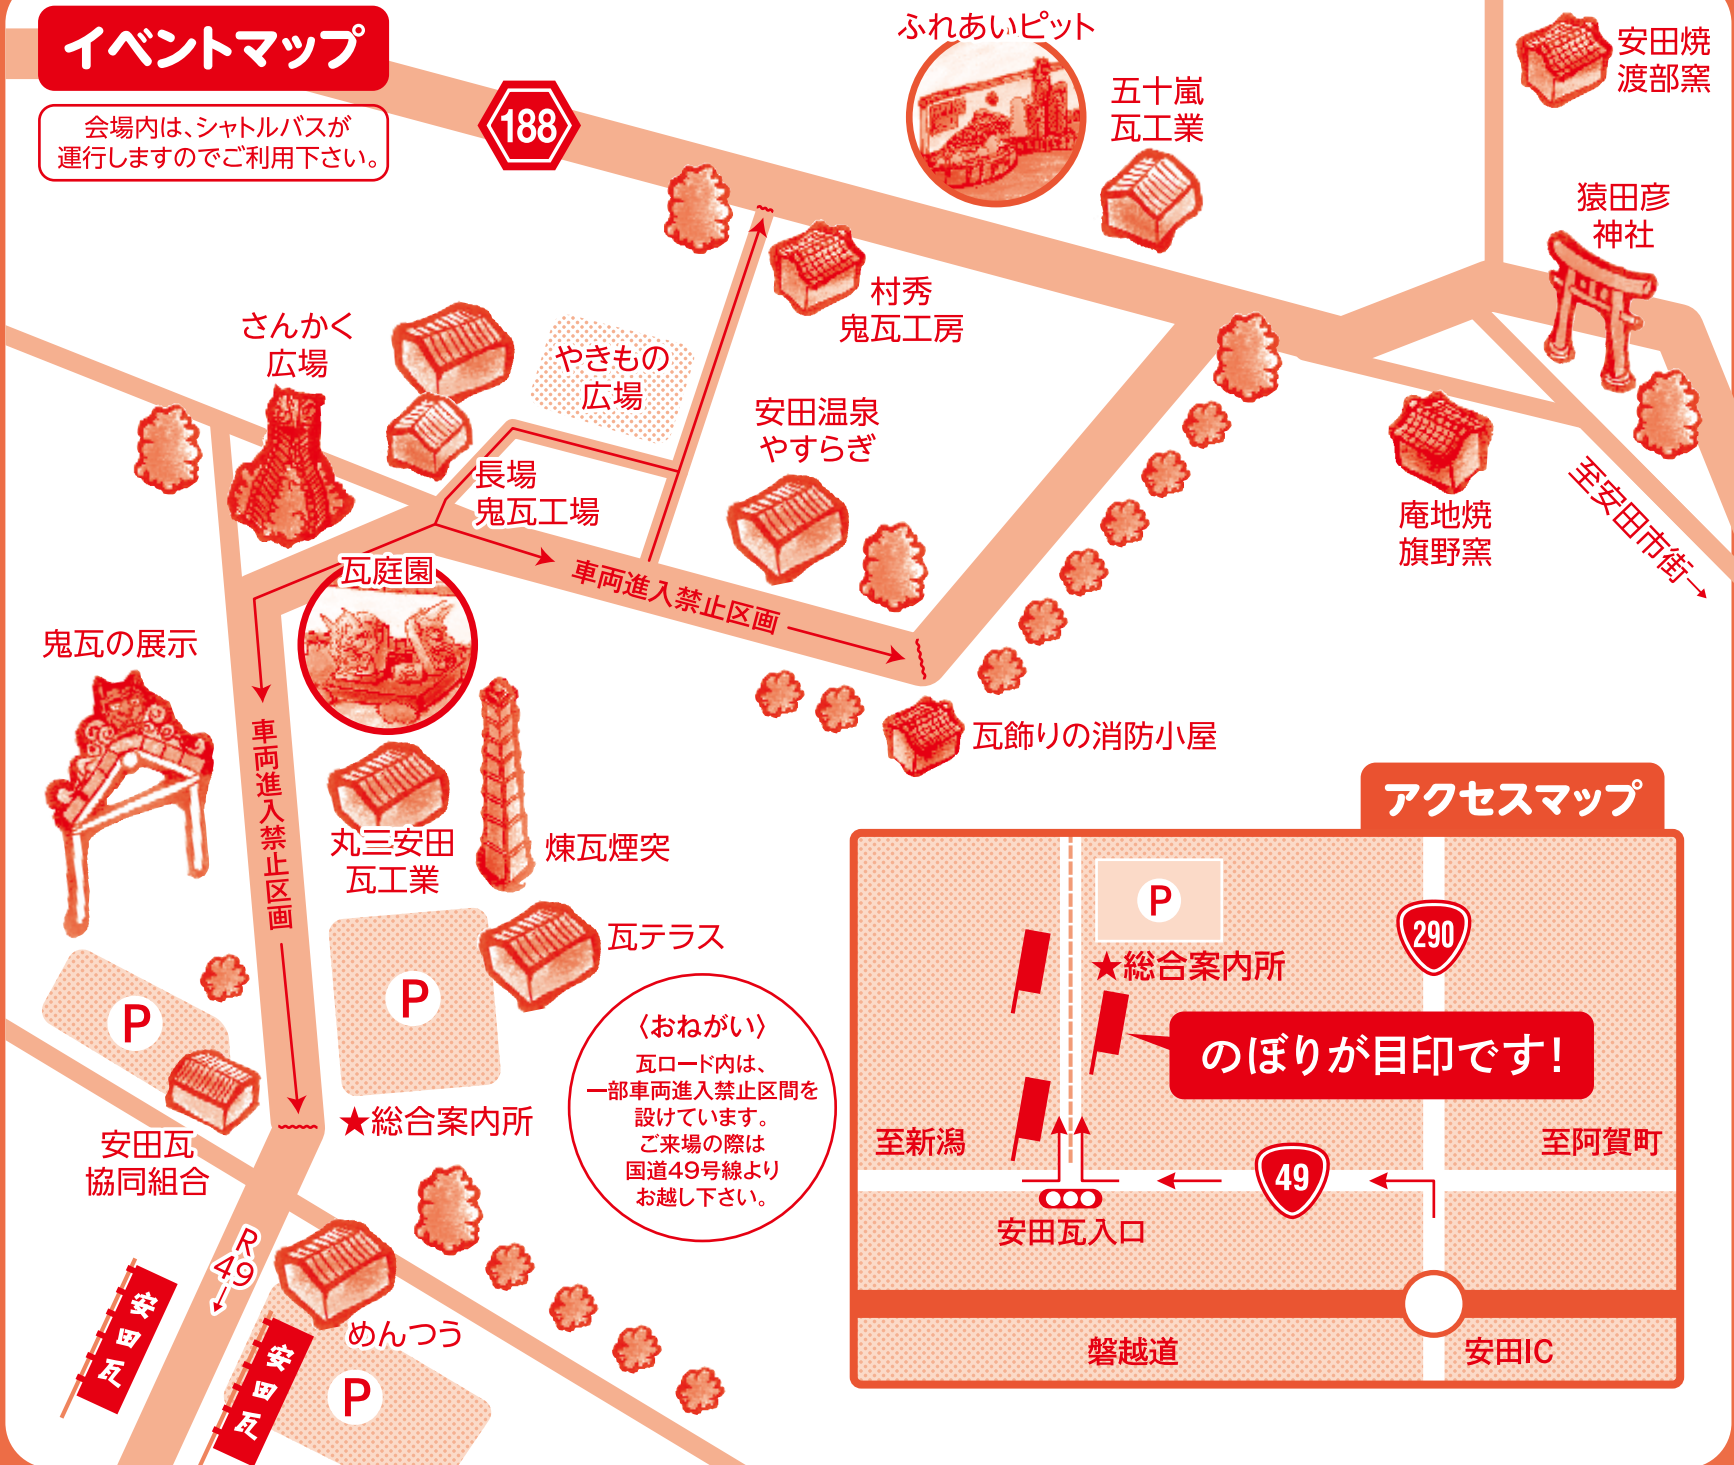 イベントマップ
会場内は、シャトルバスが
運行しますのでご利用下さい。
188
ふれあいピット
五十嵐
瓦工業
安田焼
渡部窯
猿田彦
神社
村秀
鬼瓦工房
さんかく
広場
やきもの
広場
安田温泉
やすらぎ
長場
鬼瓦工場
庵地焼
旗野窯
至安田市街→
車両進入禁止区画
瓦庭園
鬼瓦の展示
車両進入禁止区画
瓦飾りの消防小屋
丸三安田
瓦工業
煉瓦煙突
瓦テラス
P
P
★総合案内所
安田瓦
協同組合
〈おねがい〉
瓦ロード内は、
一部車両進入禁止区間を
設けています。
ご来場の際は
国道49号線より
お越し下さい。
R
49
→
めんつう
P
安田瓦
安田瓦
アクセスマップ
P
★総合案内所
290
のぼりが目印です!
至新潟
至阿賀町
49
安田瓦入口
磐越道
安田IC